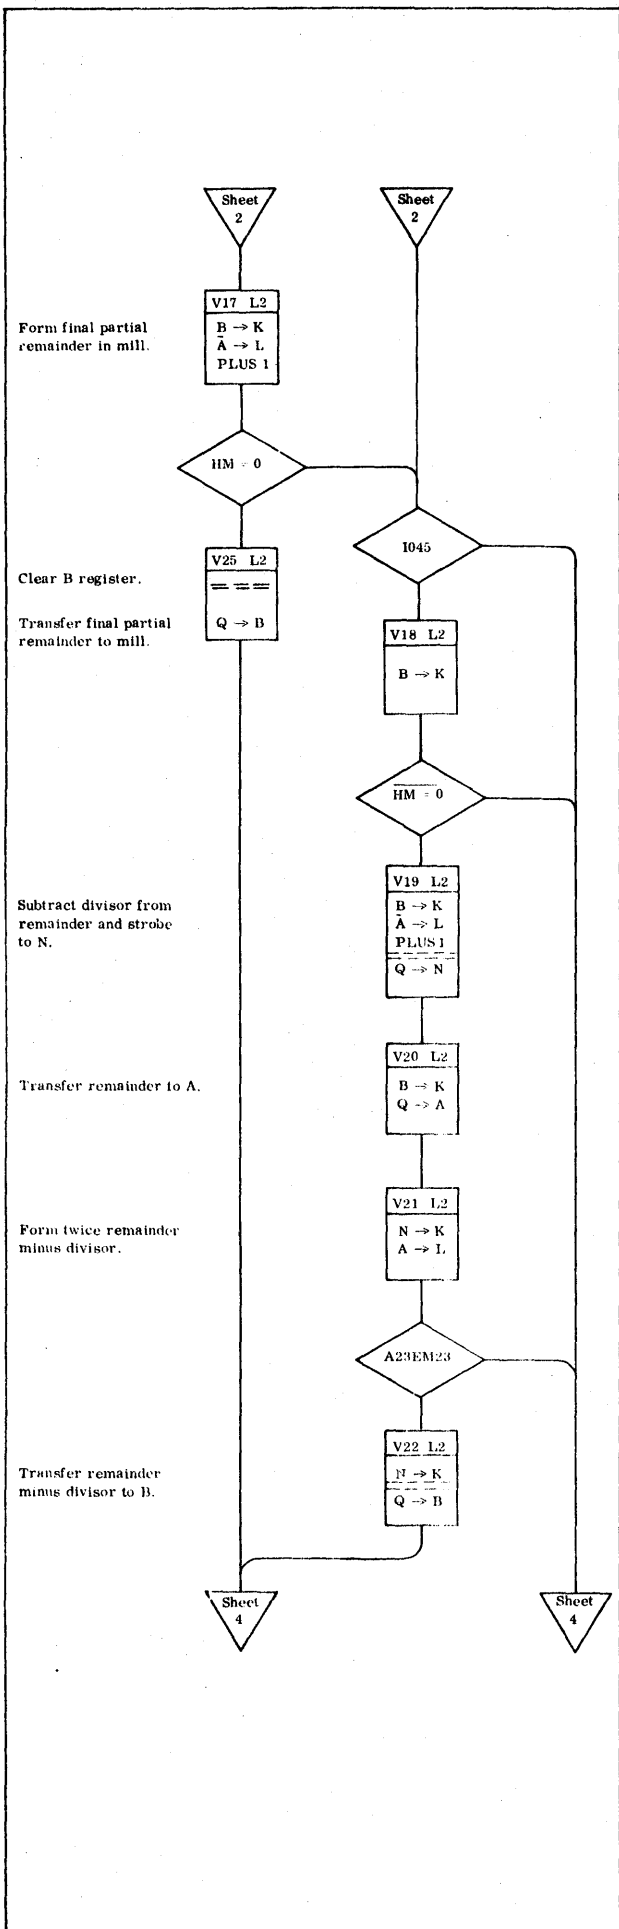 Sheet
2
Sheet
2
V17 L2
Form final partial
remainder in mill.
B → K
Ā → L
PLUS 1
HM = 0
I045
V25 L2
Clear B register.
Transfer final partial
remainder to mill.
Q → B
V18 L2
B → K
H̅M̅ ̅=̅ ̅0̅
V19 L2
Subtract divisor from
remainder and strobe
to N.
B → K
Ā → L
PLUS 1
Q → N
V20 L2
Transfer remainder to A.
B → K
Q → A
V21 L2
Form twice remainder
minus divisor.
N → K
A → L
A23EM23
V22 L2
Transfer remainder
minus divisor to B.
N → K
Q → B
Sheet
4
Sheet
4